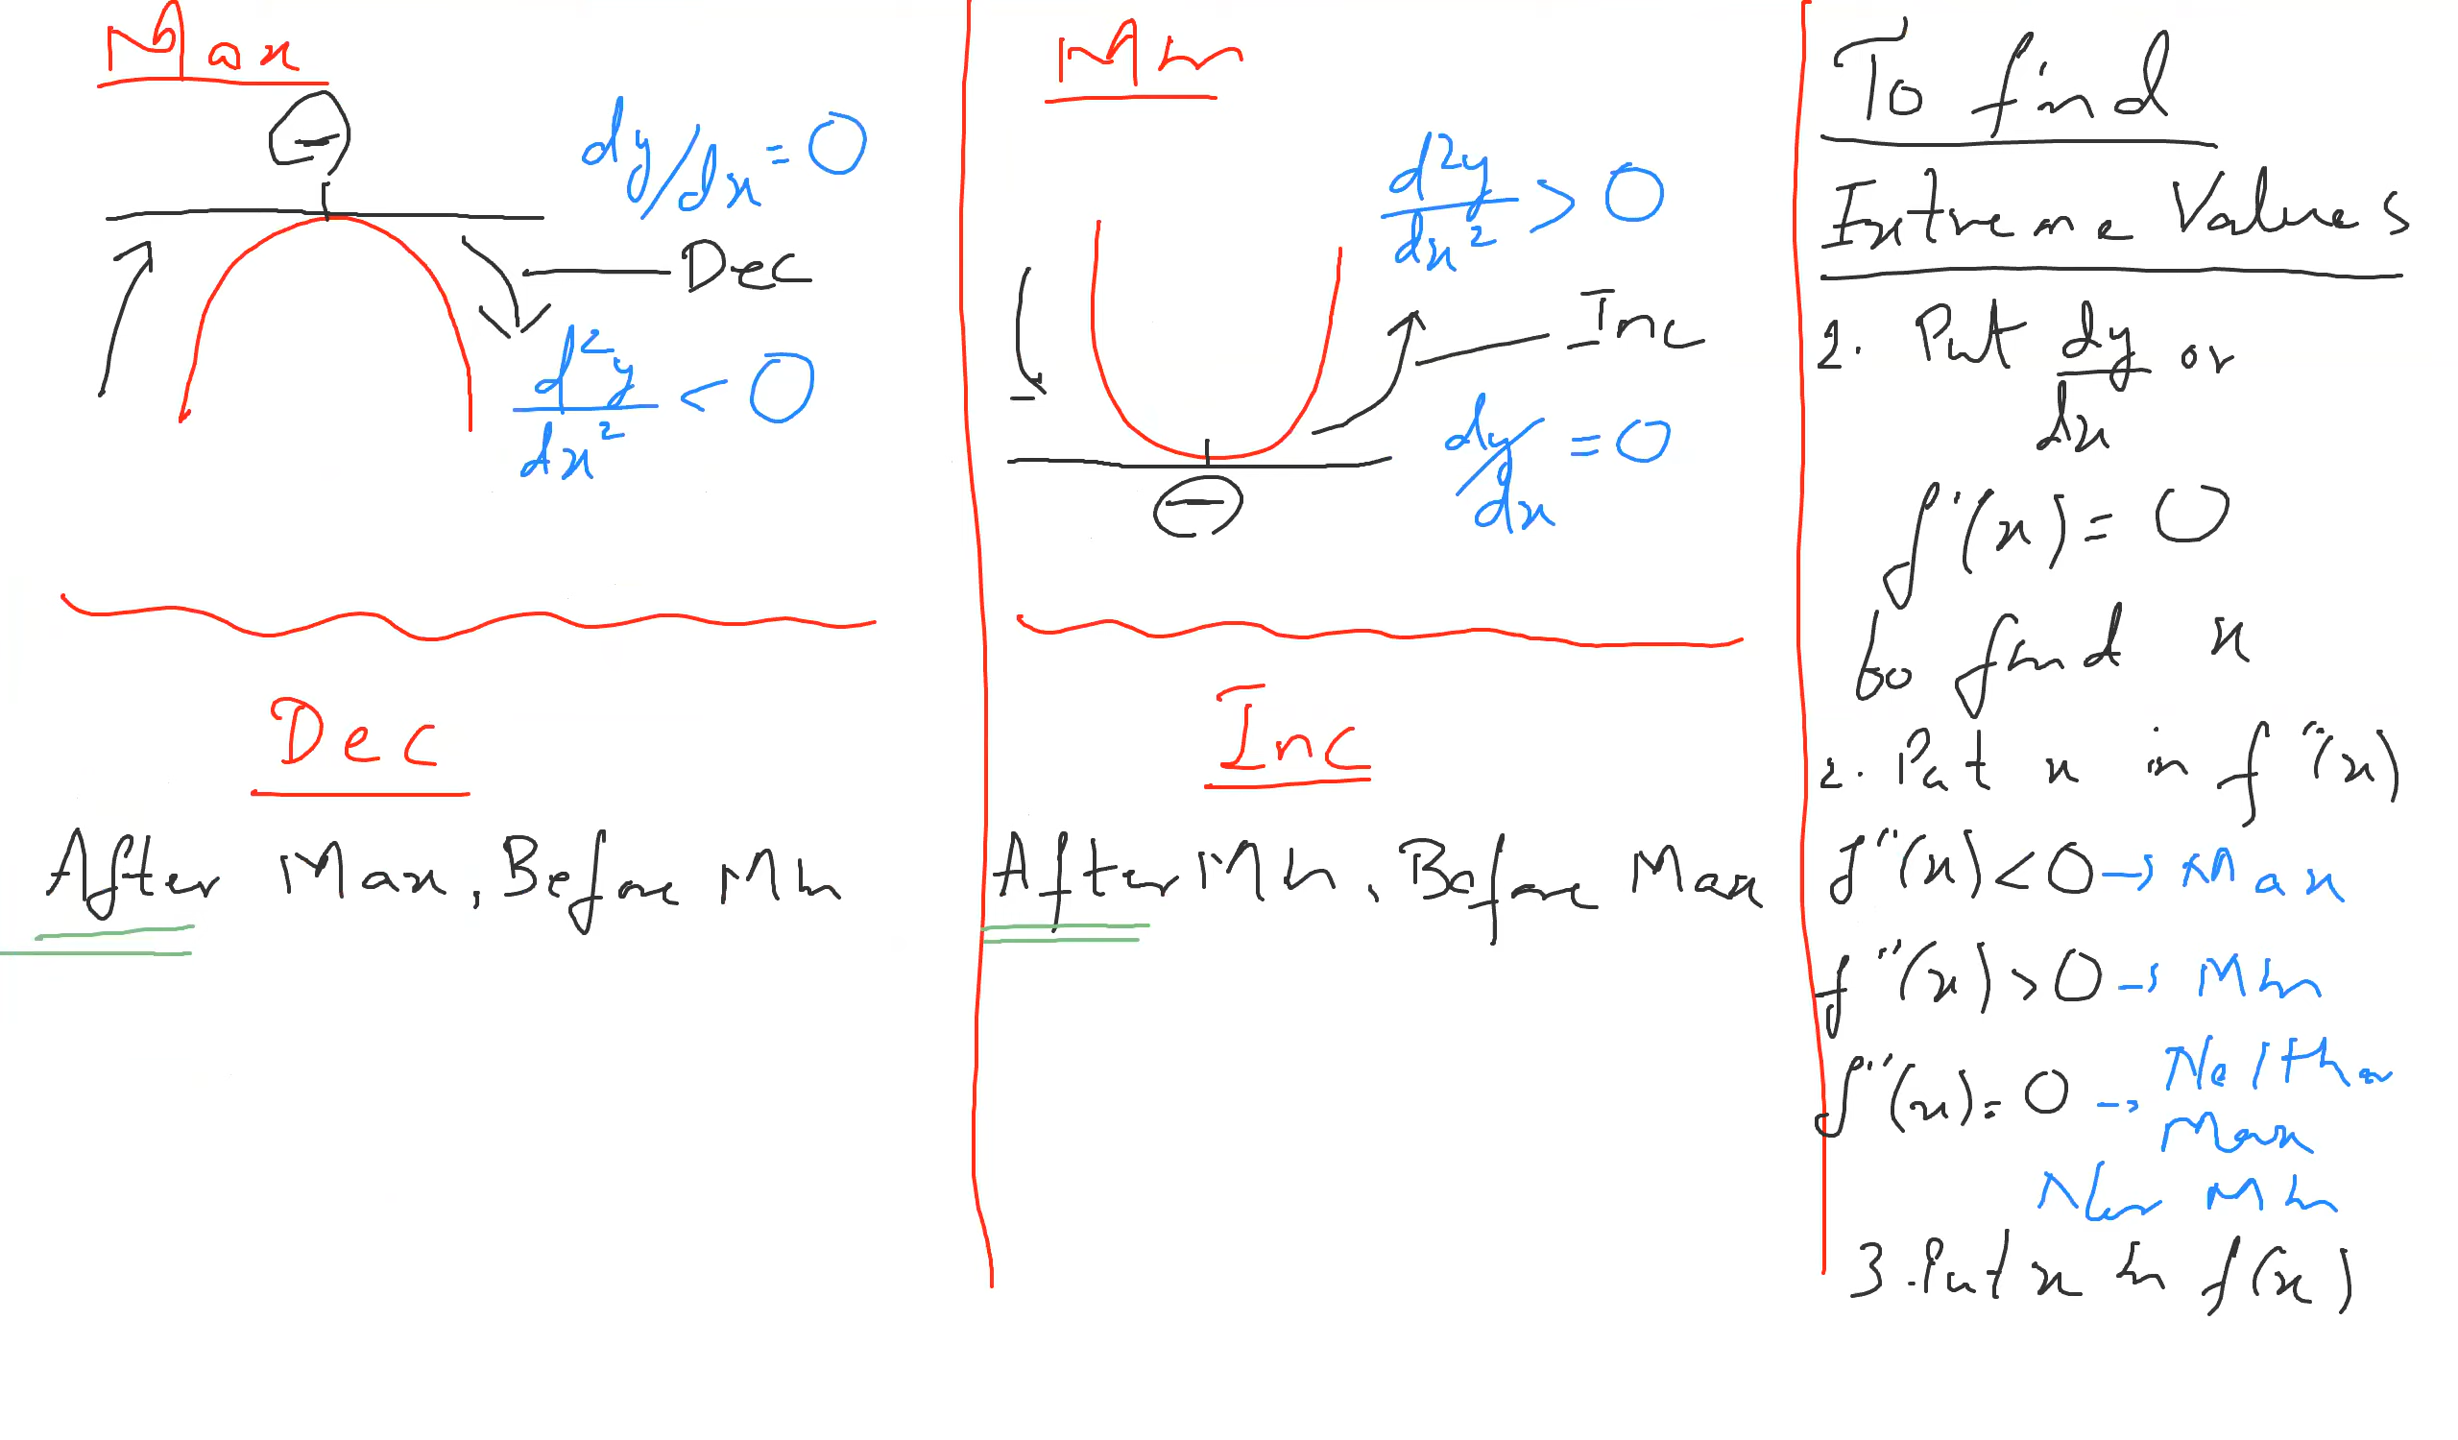 Max
dy/dx = 0
Dec
d²y/dx² < 0
Dec
After Max, Before Min
Min
d²y/dx² > 0
Inc
dy/dx = 0
Inc
After Min, Before Max
To find
Extreme Values
1. Put dy/dx or
f'(x) = 0
to find x
2. Put x in f"(x)
f"(x) < 0 → Max
f"(x) > 0 → Min
f"(x) = 0 → Neither
Max
Nor Min
3. Put x in f(x)